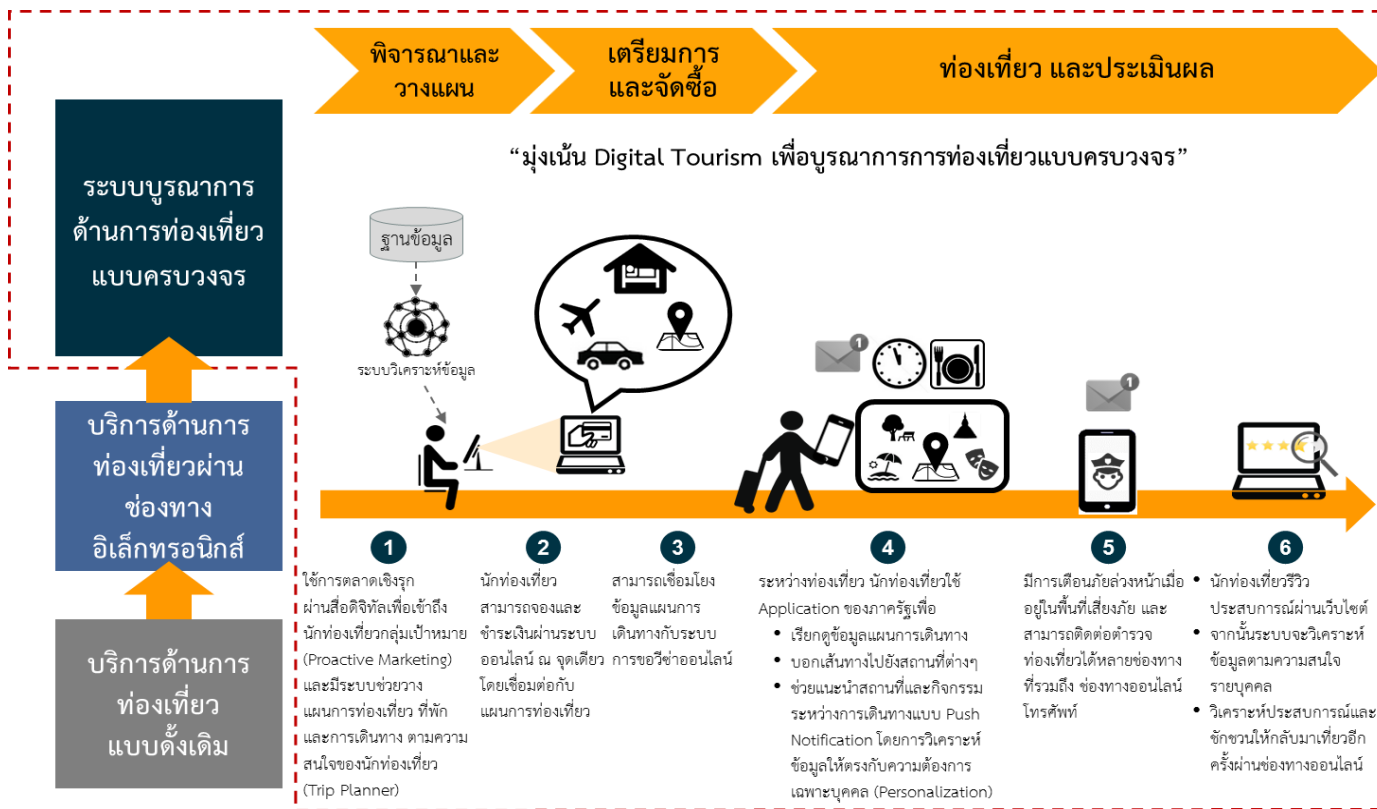 พิจารณาและ
วางแผน
เตรียมการ
และจัดซื้อ
ท่องเที่ยว และประเมินผล
“มุ่งเน้น Digital Tourism เพื่อบูรณาการการท่องเที่ยวแบบครบวงจร”
ระบบบูรณาการ
ด้านการท่องเที่ยว
แบบครบวงจร
บริการด้านการ
ท่องเที่ยวผ่าน
ช่องทาง
อิเล็กทรอนิกส์
บริการด้านการ
ท่องเที่ยว
แบบดั้งเดิม
ฐานข้อมูล
ระบบวิเคราะห์ข้อมูล
1
1
1
ใช้การตลาดเชิงรุก
ผ่านสื่อดิจิทัลเพื่อเข้าถึง
นักท่องเที่ยวกลุ่มเป้าหมาย
(Proactive Marketing)
และมีระบบช่วยวาง
แผนการท่องเที่ยว ที่พัก
และการเดินทาง ตามความ
สนใจของนักท่องเที่ยว
(Trip Planner)
2
นักท่องเที่ยว
สามารถจองและ
ชำระเงินผ่านระบบ
ออนไลน์ ณ จุดเดียว
โดยเชื่อมต่อกับ
แผนการท่องเที่ยว
3
สามารถเชื่อมโยง
ข้อมูลแผนการ
เดินทางกับระบบ
การขอวีซ่าออนไลน์
4
ระหว่างท่องเที่ยว นักท่องเที่ยวใช้
Application ของภาครัฐเพื่อ
• เรียกดูข้อมูลแผนการเดินทาง
• บอกเส้นทางไปยังสถานที่ต่างๆ
• ช่วยแนะนำสถานที่และกิจกรรม
ระหว่างการเดินทางแบบ Push
Notification โดยการวิเคราะห์
ข้อมูลให้ตรงกับความต้องการ
เฉพาะบุคคล (Personalization)
5
มีการเตือนภัยล่วงหน้าเมื่อ
อยู่ในพื้นที่เสี่ยงภัย และ
สามารถติดต่อตำรวจ
ท่องเที่ยวได้หลายช่องทาง
ที่รวมถึง ช่องทางออนไลน์
โทรศัพท์
6
• นักท่องเที่ยวรีวิว
ประสบการณ์ผ่านเว็บไซต์
• จากนั้นระบบจะวิเคราะห์
ข้อมูลตามความสนใจ
รายบุคคล
• วิเคราะห์ประสบการณ์และ
ชักชวนให้กลับมาเที่ยวอีก
ครั้งผ่านช่องทางออนไลน์